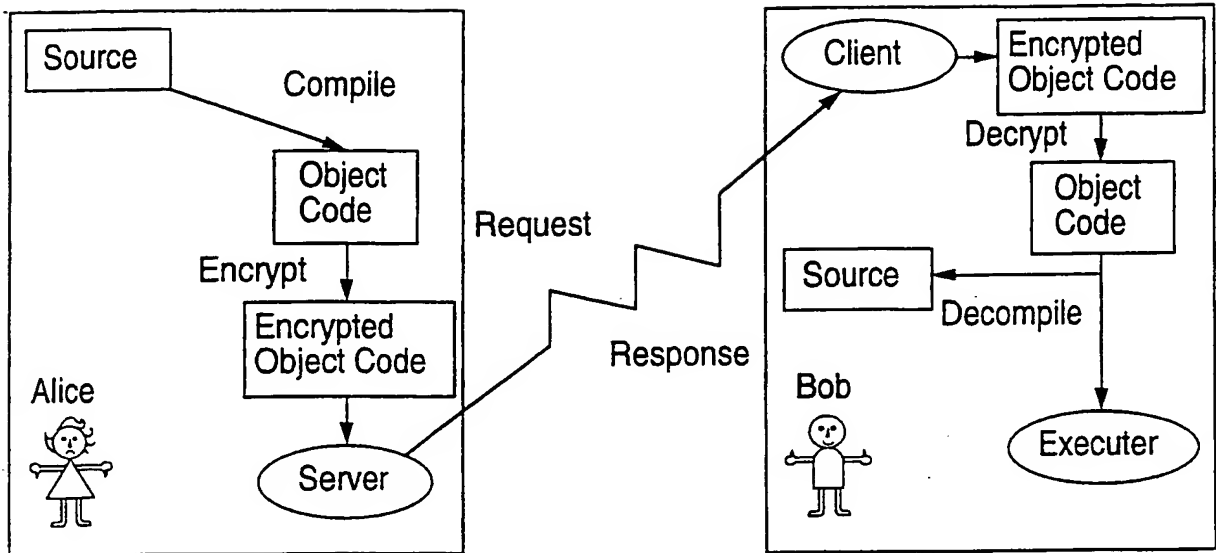 Source
Compile
Object
Code
Encrypt
Encrypted
Object Code
Alice
Server
Request
Response
Client
Encrypted
Object Code
Decrypt
Object
Code
Source
Decompile
Bob
Executer